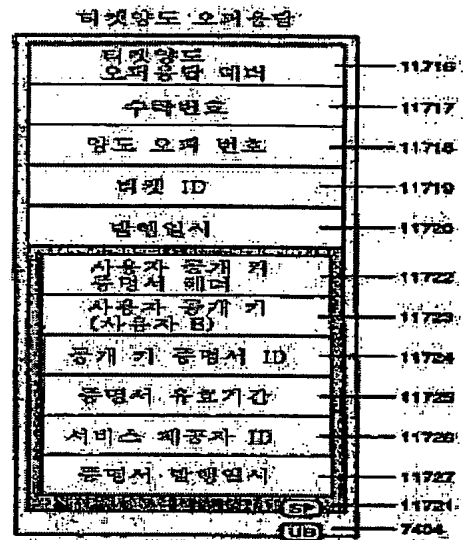 티켓양도 오퍼응답
티켓양도
오퍼응답 헤더
11716
수탁번호
11717
양도 오퍼 번호
11718
티켓 ID
11719
발행일시
11720
사용자 공개 키
증명서 헤더
11722
사용자 공개 키
(사용자 B)
11723
공개 키 증명서 ID
11724
증명서 유효기간
11725
서비스 제공자 ID
11726
증명서 발행일시
11727
SP
11721
UB
7404